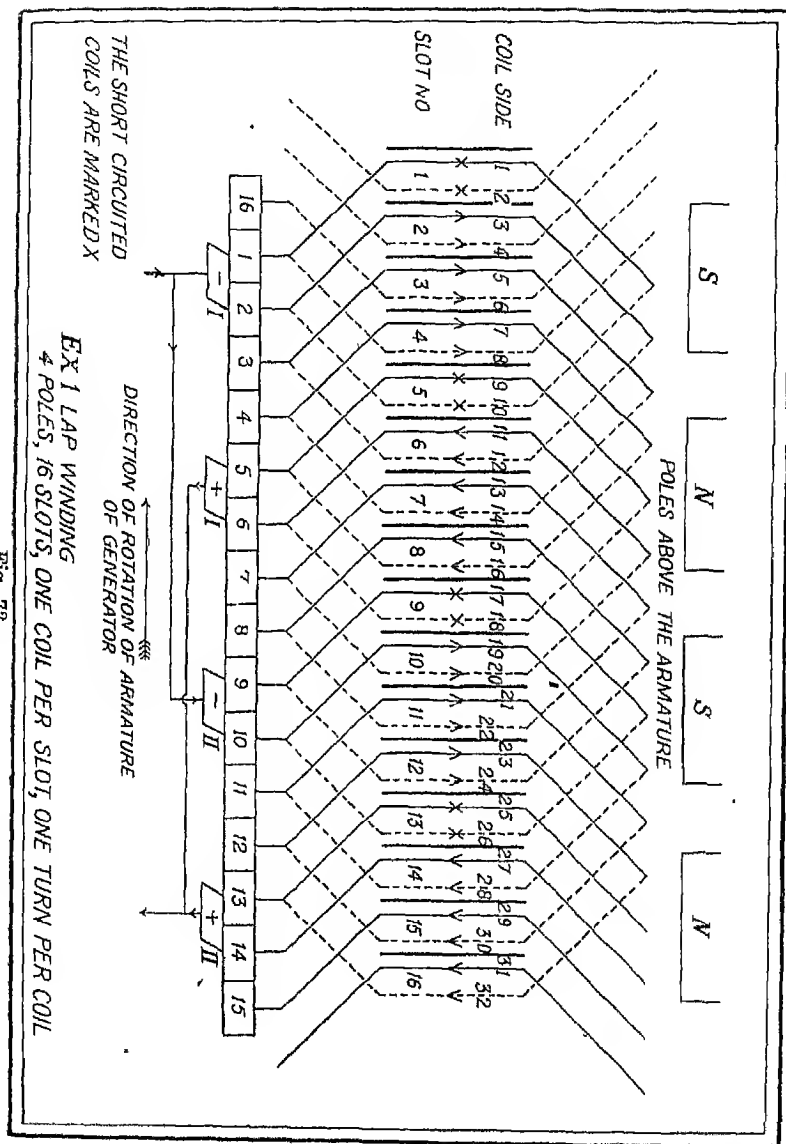 S N S N
POLES ABOVE THE ARMATURE
COIL SIDE 1 2 3 4 5 6 7 8 9 10 11 12 13 14 15 16 17 18 19 20 21 22 23 24 25 26 27 28 29 30 31 32
SLOT NO 1 2 3 4 5 6 7 8 9 10 11 12 13 14 15 16
16 1 2 3 4 5 6 7 8 9 10 11 12 13 14 15
- I + I - II + II
THE SHORT CIRCUITED
COILS ARE MARKED X
DIRECTION OF ROTATION OF ARMATURE
OF GENERATOR
EX 1 LAP WINDING
4 POLES, 16 SLOTS, ONE COIL PER SLOT, ONE TURN PER COIL